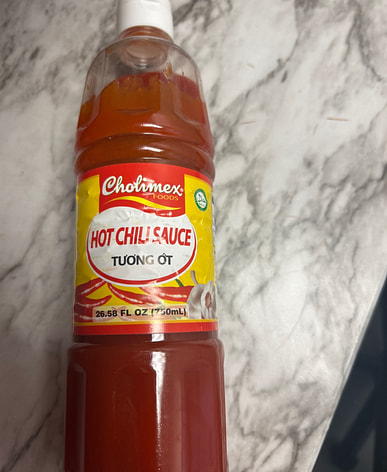 Cholimex
FOODS
HOT CHILI SAUCE
TƯƠNG ỚT
26.58 FL OZ (750mL)